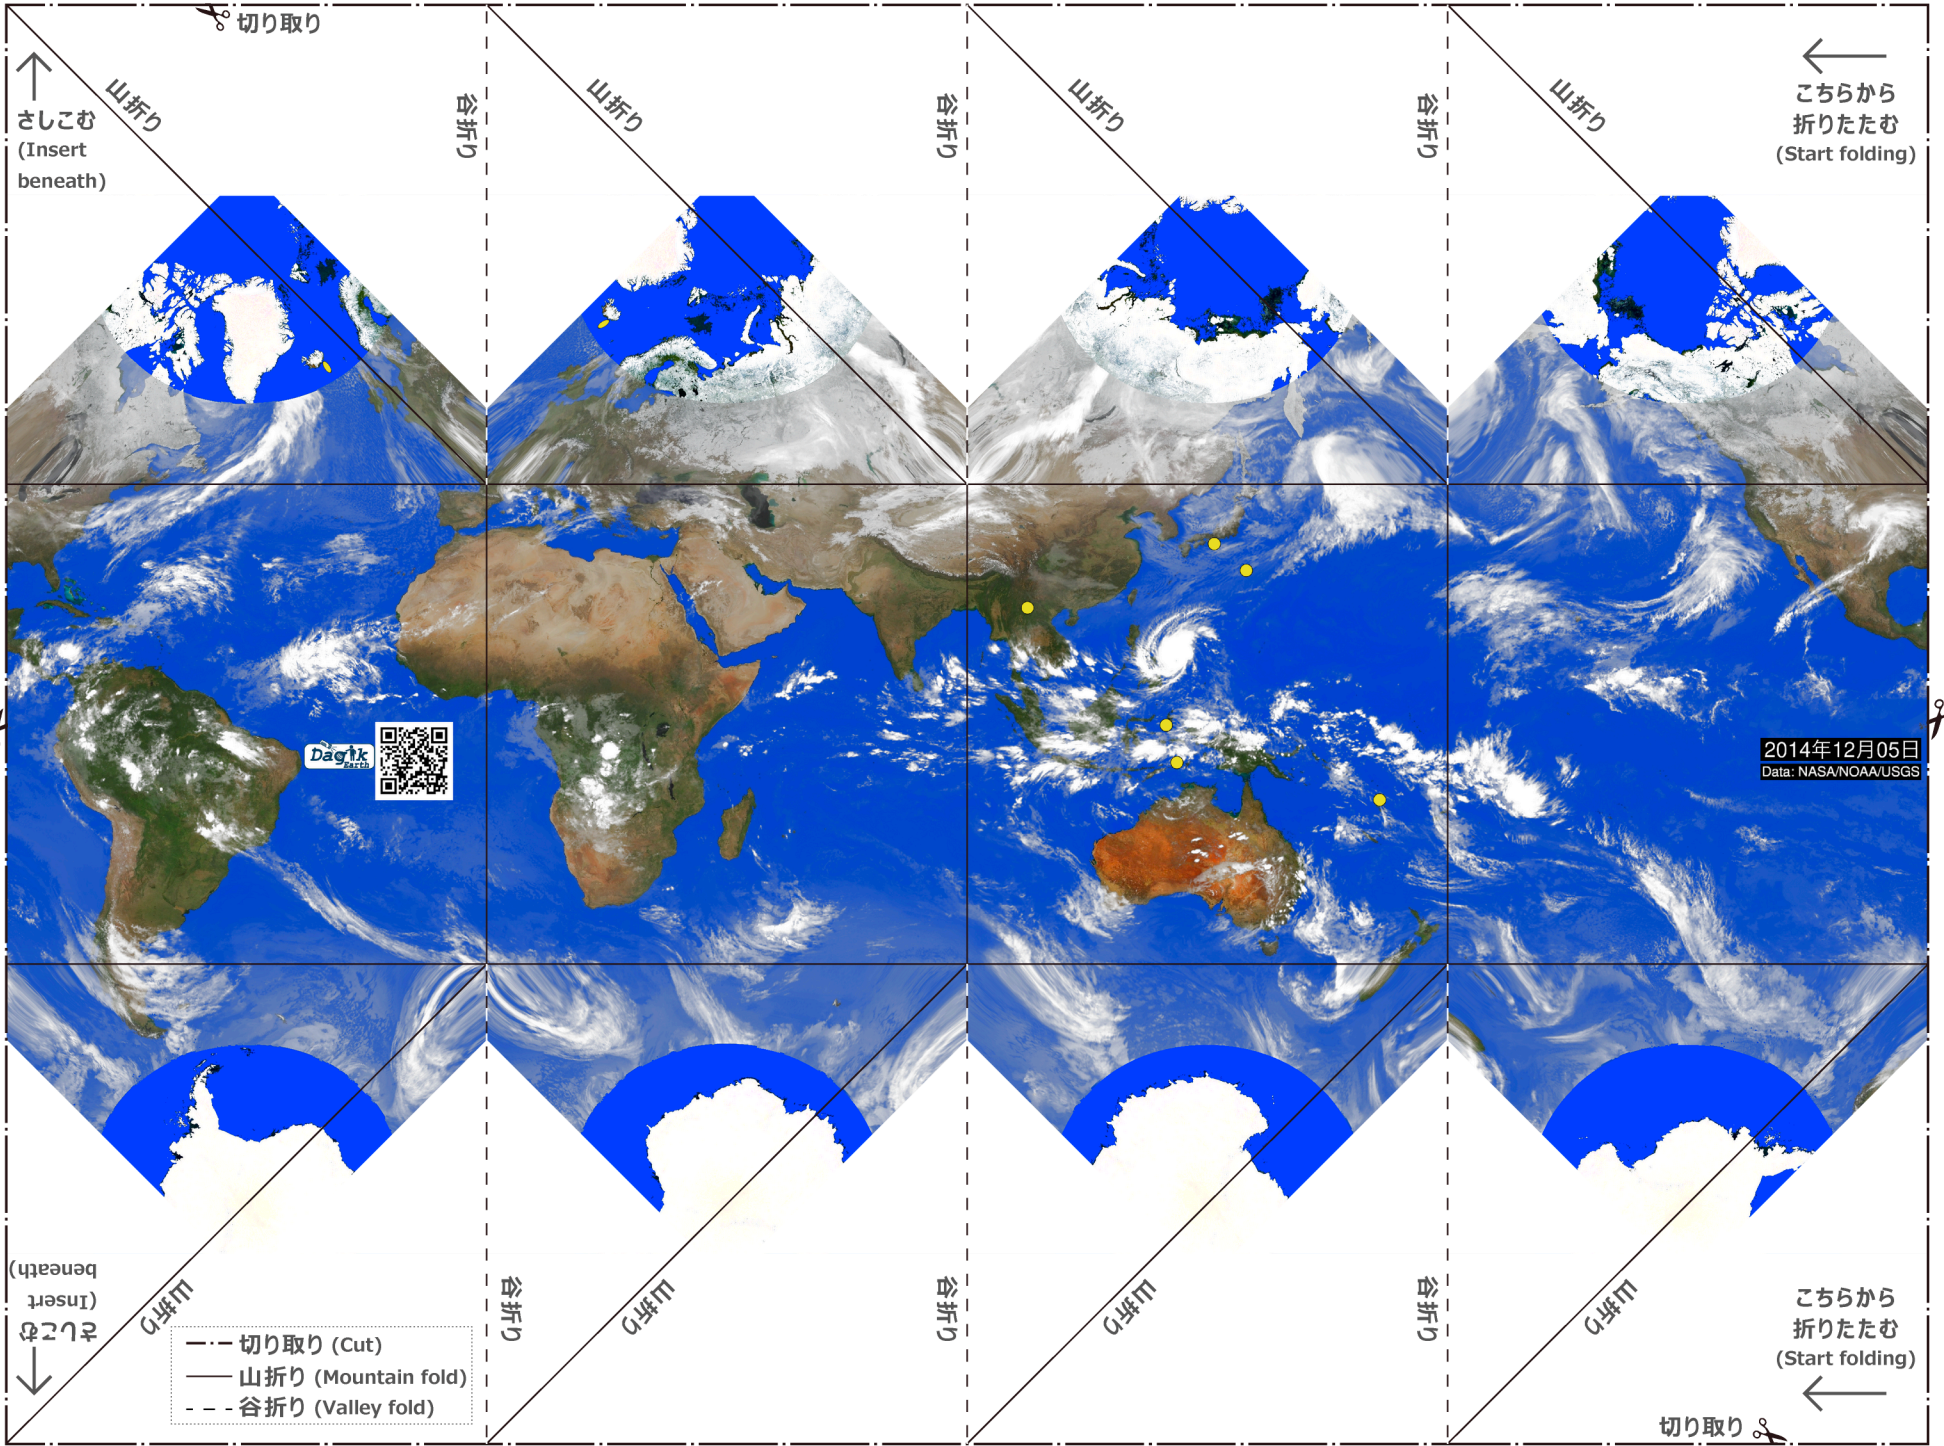 切り取り
山折り
谷折り
山折り
谷折り
山折り
谷折り
山折り
さしこむ
(Insert
beneath)
こちらから
折りたたむ
(Start folding)
Dagik
Earth
2014年12月05日
Data: NASA/NOAA/USGS
さしこむ
(Insert
beneath)
山折り
谷折り
山折り
谷折り
山折り
谷折り
山折り
こちらから
折りたたむ
(Start folding)
切り取り (Cut)
山折り (Mountain fold)
谷折り (Valley fold)
切り取り